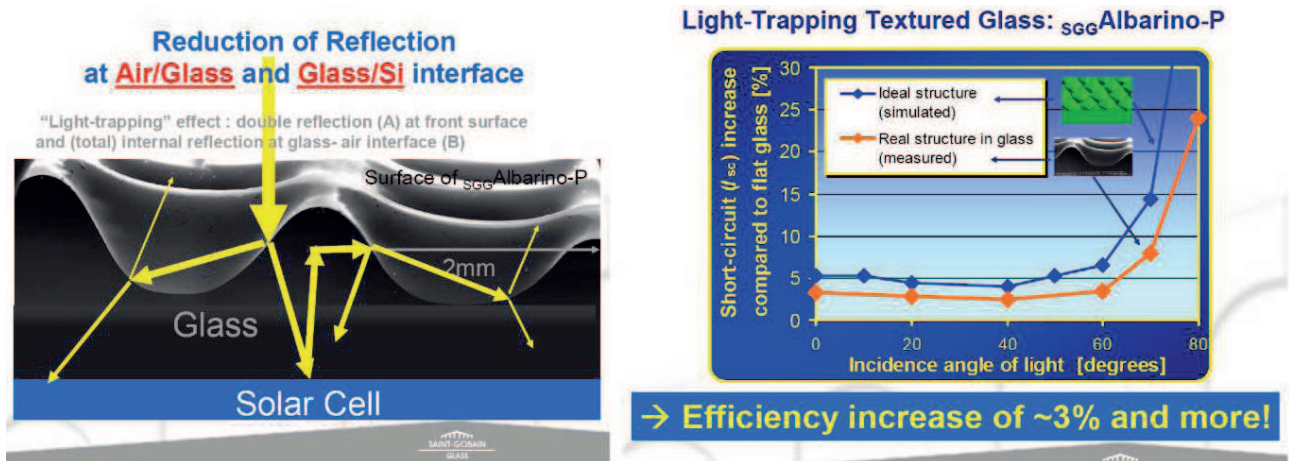 Reduction of Reflection
at Air/Glass and Glass/Si interface
"Light-trapping" effect : double reflection (A) at front surface
and (total) internal reflection at glass- air interface (B)
Surface of SGGAlbarino-P
2mm
Glass
Solar Cell
SAINT-GOBAIN
GLASS
Light-Trapping Textured Glass: SGGAlbarino-P
Short-circuit (I sc) increase
compared to flat glass [%]
30
25
20
15
10
5
0
Ideal structure
(simulated)
Real structure in glass
(measured)
0
20
40
60
80
Incidence angle of light [degrees]
→ Efficiency increase of ~3% and more!